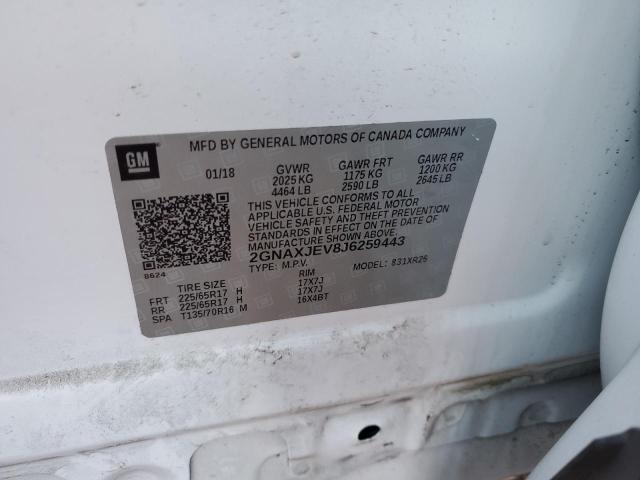 MFD BY GENERAL MOTORS OF CANADA COMPANY
GM
01/18 GVWR GAWR FRT GAWR RR
2025 KG 1175 KG 1200 KG
4464 LB 2590 LB 2645 LB
THIS VEHICLE CONFORMS TO ALL
APPLICABLE U.S. FEDERAL MOTOR
VEHICLE SAFETY AND THEFT PREVENTION
STANDARDS IN EFFECT ON THE DATE OF
MANUFACTURE SHOWN ABOVE.
2GNAXJEV8J6259443
8624
TYPE: M.P.V. MODEL: 831XR26
TIRE SIZE RIM
FRT 225/65R17 H 17X7J
RR 225/65R17 H 17X7J
SPA T135/70R16 M 16X4BT